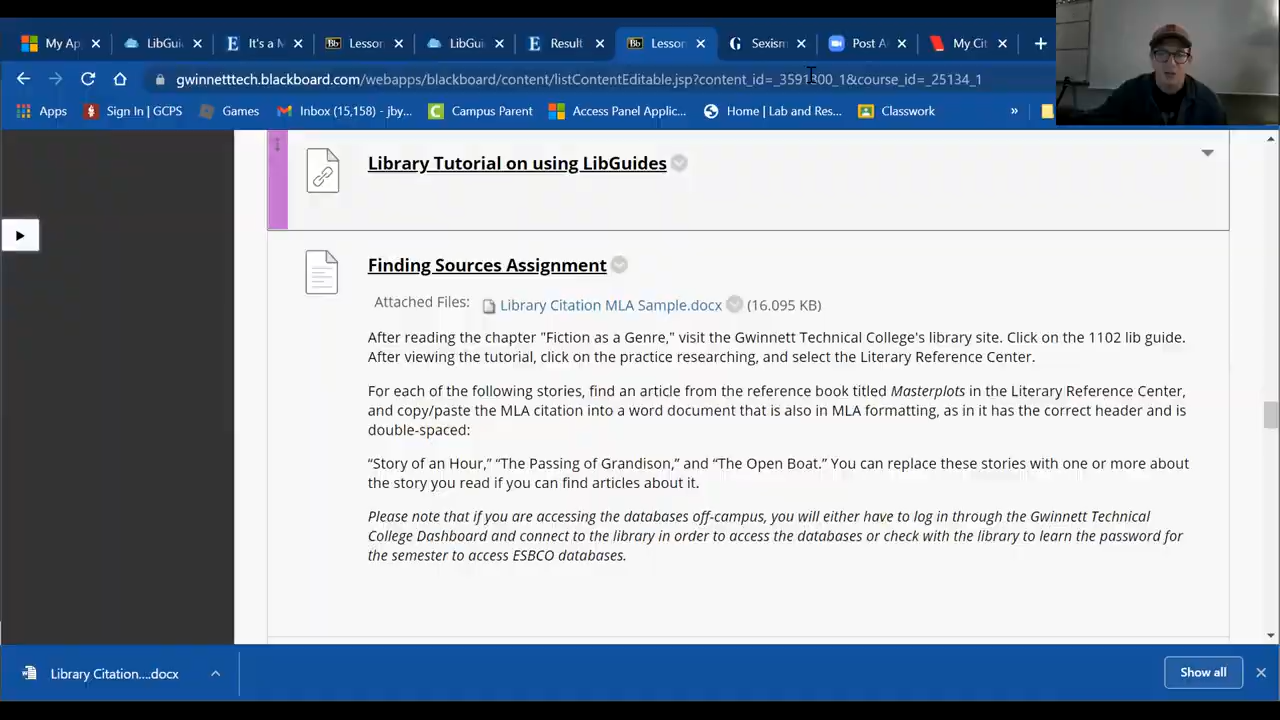 My Ap
LibGui
It's a M
Lesson
LibGui
Result
Lesson
Sexism
Post A
My Cit
gwinnetttech.blackboard.com/webapps/blackboard/content/listContentEditable.jsp?content_id=_3591300_1&course_id=_25134_1
Apps
Sign In | GCPS
Games
Inbox (15,158) - jby...
Campus Parent
Access Panel Applic...
Home | Lab and Res...
Classwork
»
Library Tutorial on using LibGuides
Finding Sources Assignment
Attached Files: Library Citation MLA Sample.docx (16.095 KB)
After reading the chapter "Fiction as a Genre," visit the Gwinnett Technical College's library site. Click on the 1102 lib guide.
After viewing the tutorial, click on the practice researching, and select the Literary Reference Center.
For each of the following stories, find an article from the reference book titled Masterplots in the Literary Reference Center,
and copy/paste the MLA citation into a word document that is also in MLA formatting, as in it has the correct header and is
double-spaced:
“Story of an Hour,” “The Passing of Grandison,“ and “The Open Boat.” You can replace these stories with one or more about
the story you read if you can find articles about it.
Please note that if you are accessing the databases off-campus, you will either have to log in through the Gwinnett Technical
College Dashboard and connect to the library in order to access the databases or check with the library to learn the password for
the semester to access ESBCO databases.
Library Citation....docx
Show all